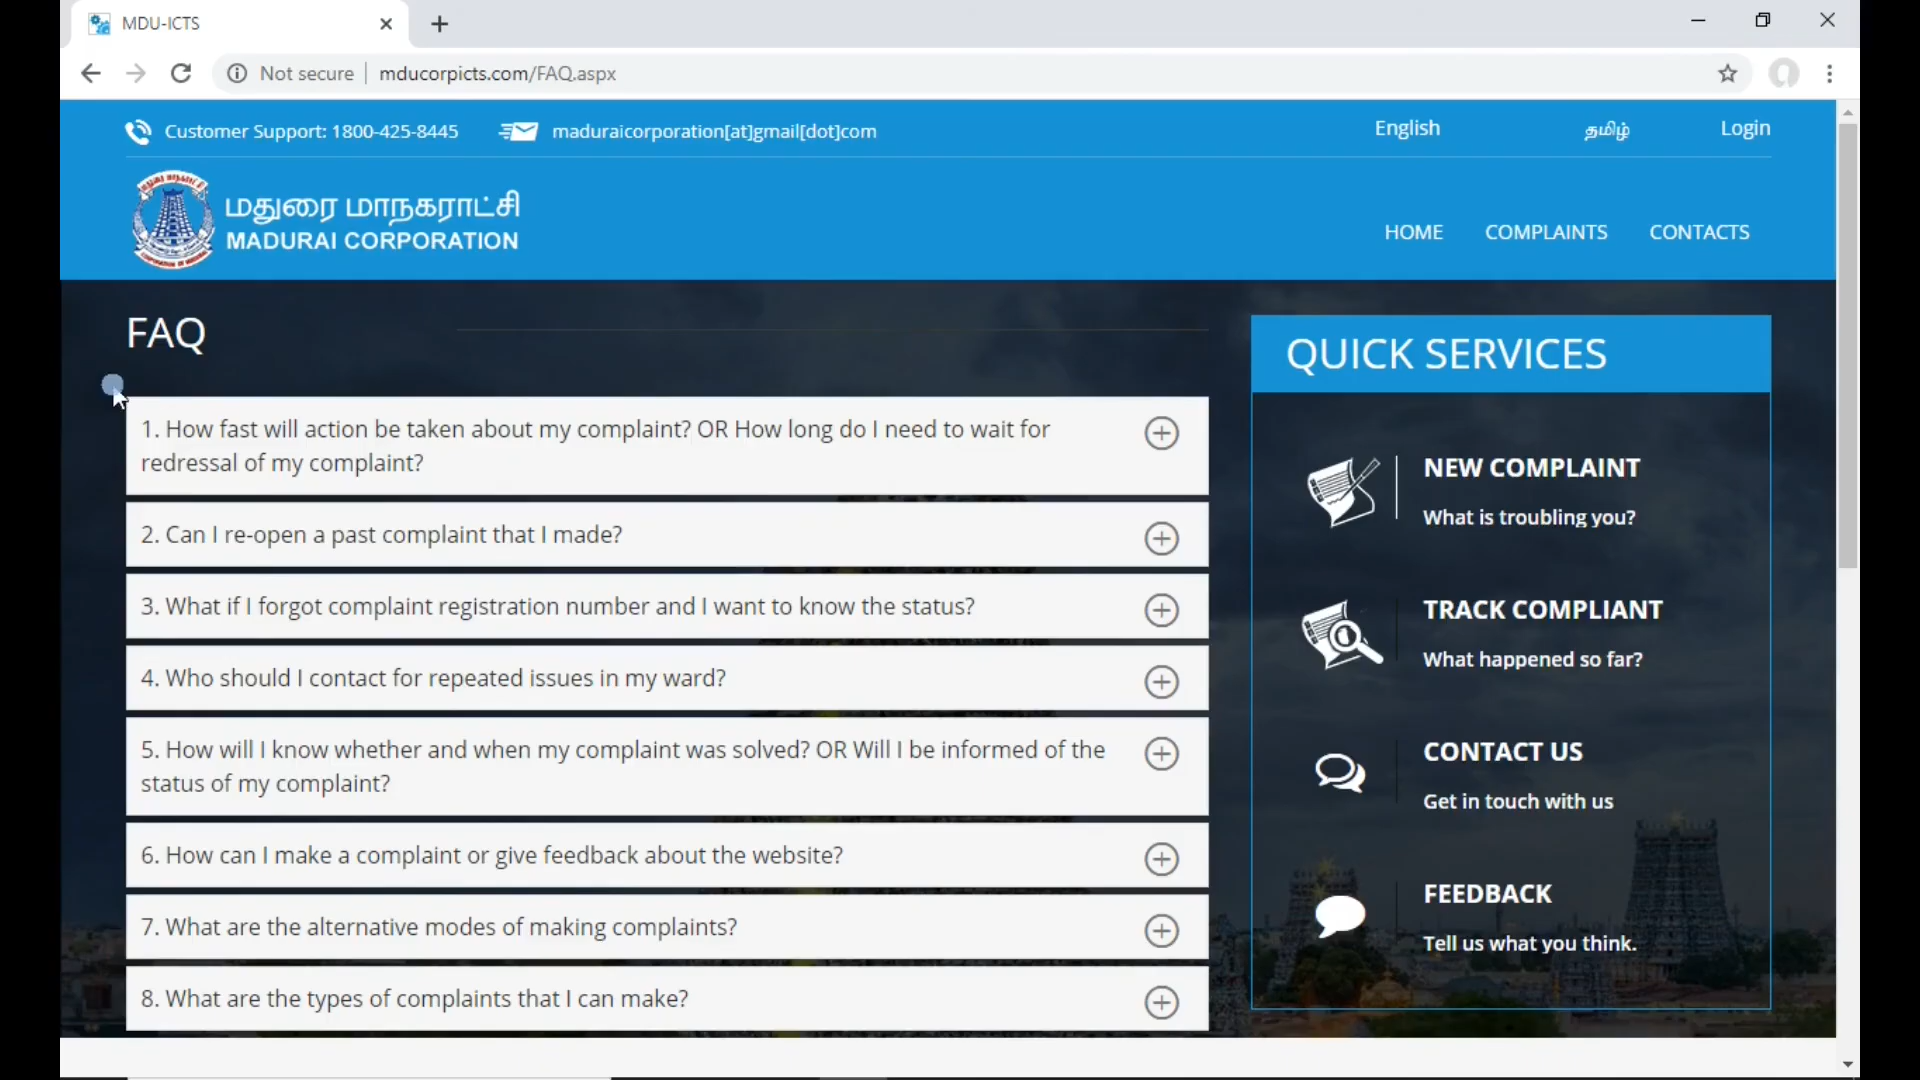 MDU-ICTS
Not secure
mducorpicts.com/FAQ.aspx
Customer Support: 1800-425-8445
maduraicorporation[at]gmail[dot]com
English
தமிழ்
Login
மதுரை மாநகராட்சி
MADURAI CORPORATION
HOME
COMPLAINTS
CONTACTS
FAQ
1. How fast will action be taken about my complaint? OR How long do I need to wait for
redressal of my complaint?
2. Can I re-open a past complaint that I made?
3. What if I forgot complaint registration number and I want to know the status?
4. Who should I contact for repeated issues in my ward?
5. How will I know whether and when my complaint was solved? OR Will I be informed of the
status of my complaint?
6. How can I make a complaint or give feedback about the website?
7. What are the alternative modes of making complaints?
8. What are the types of complaints that I can make?
QUICK SERVICES
NEW COMPLAINT
What is troubling you?
TRACK COMPLIANT
What happened so far?
CONTACT US
Get in touch with us
FEEDBACK
Tell us what you think.